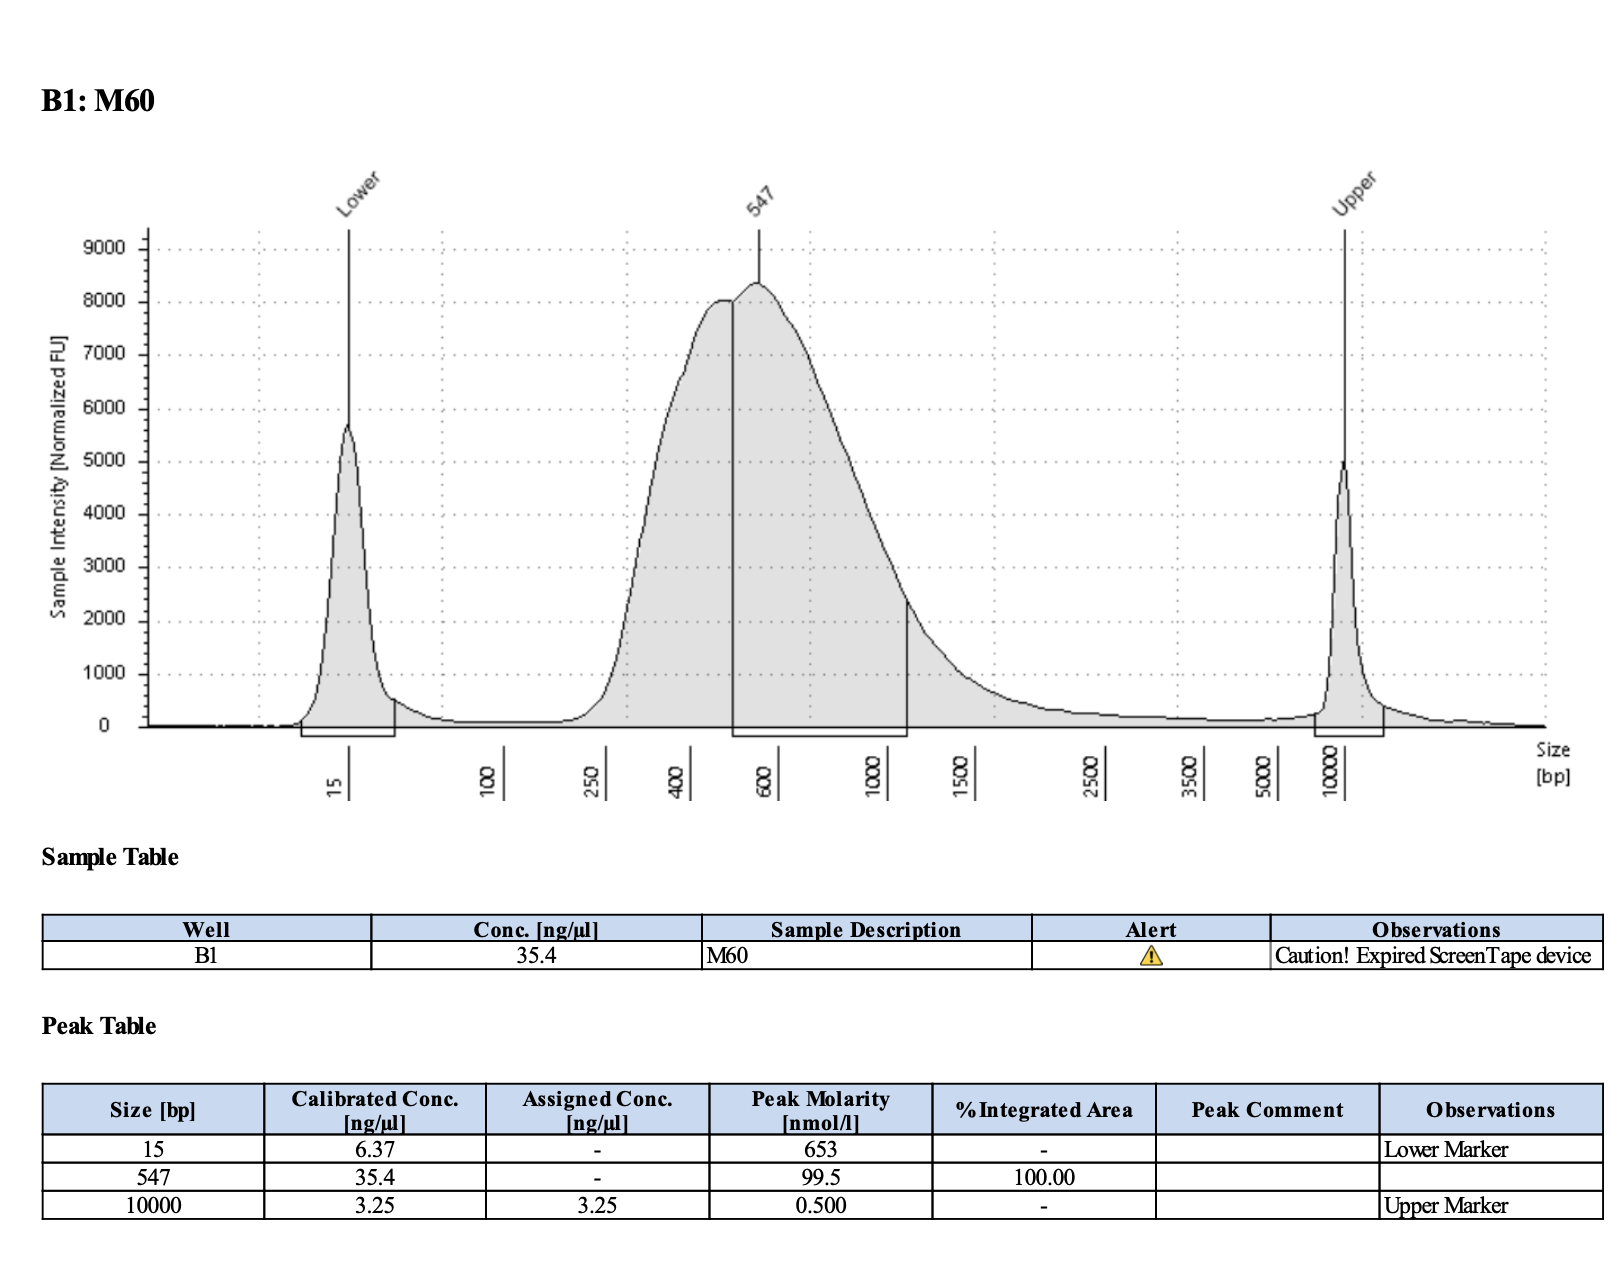 B1: M60
Lower
547
Upper
Sample Intensity [Normalized FU]
9000
8000
7000
6000
5000
4000
3000
2000
1000
0
15
100
250
400
600
1000
1500
2500
3500
5000
10000
Size
[bp]
Sample Table
Well Conc. [ng/µl] Sample Description Alert Observations
B1 35.4 M60 Caution! Expired ScreenTape device
Peak Table
Size [bp] Calibrated Conc. [ng/µl] Assigned Conc. [ng/µl] Peak Molarity [nmol/l] % Integrated Area Peak Comment Observations
15 6.37 - 653 - Lower Marker
547 35.4 - 99.5 100.00
10000 3.25 3.25 0.500 - Upper Marker